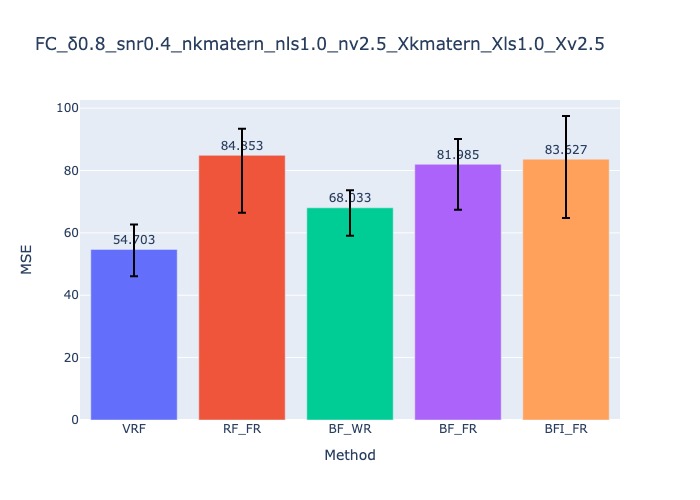 FC_δ0.8_snr0.4_nkmatern_nls1.0_nv2.5_Xkmatern_Xls1.0_Xv2.5
MSE
100
80
60
40
20
0
54.703
84.853
68.033
81.985
83.627
VRF
RF_FR
BF_WR
BF_FR
BFI_FR
Method